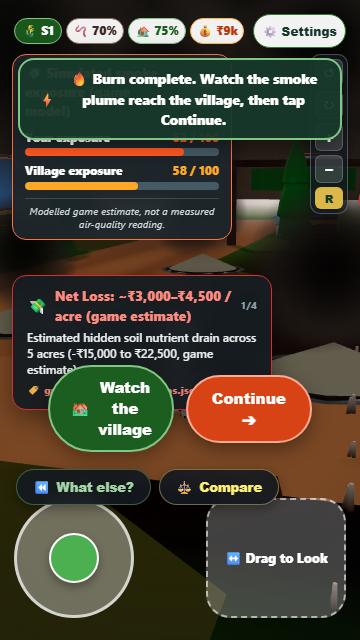 S1
70%
75%
₹9k
Settings
Burn complete. Watch the smoke
plume reach the village, then tap
Continue.
Your exposure
Village exposure 58 / 100
Modelled game estimate, not a measured
air-quality reading.
R
Net Loss: ~₹3,000–₹4,500 /
acre (game estimate)
1/4
Estimated hidden soil nutrient drain across
5 acres (-₹15,000 to ₹22,500, game
estimate)
Watch
the
village
Continue
→
What else?
Compare
Drag to Look